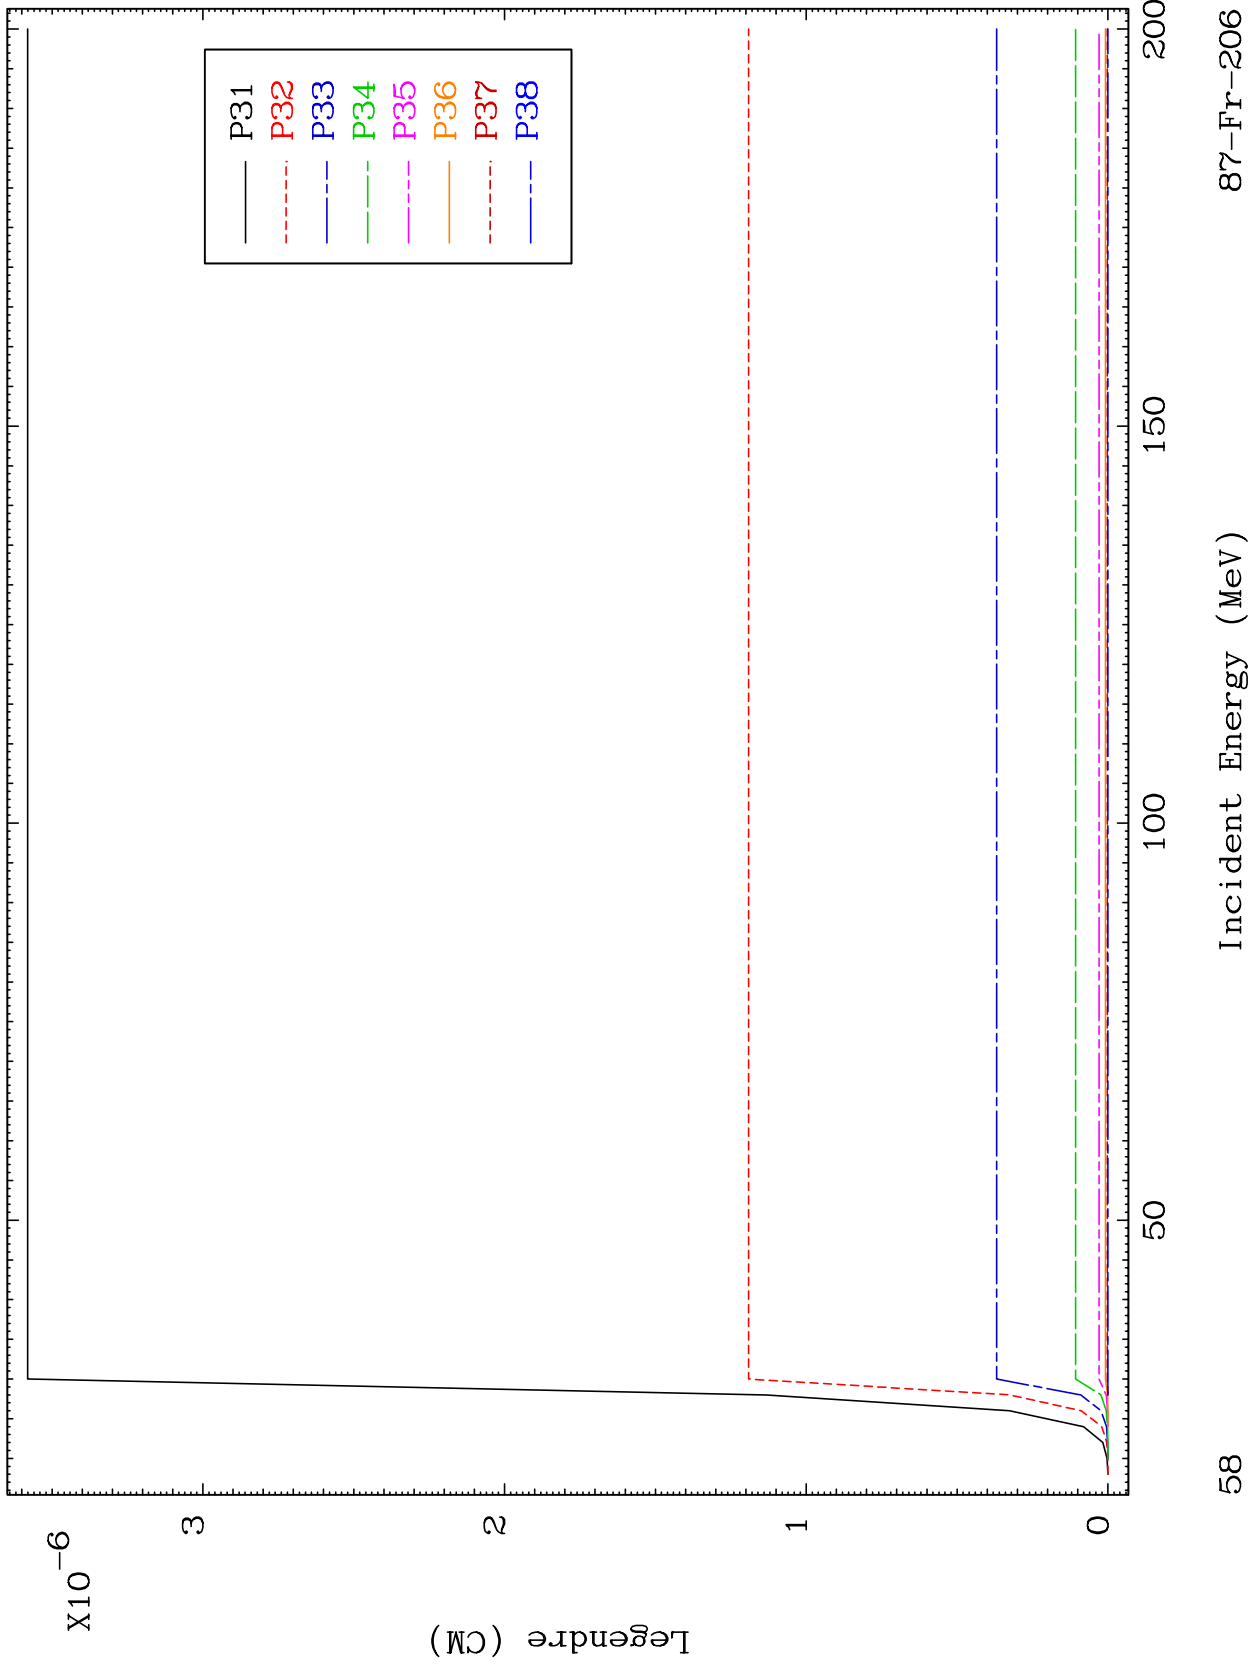 X10-6
3
2
1
0
Legendre (CM)
P31
P32
P33
P34
P35
P36
P37
P38
50
100
150
200
58
Incident Energy (MeV)
87-Fr-206